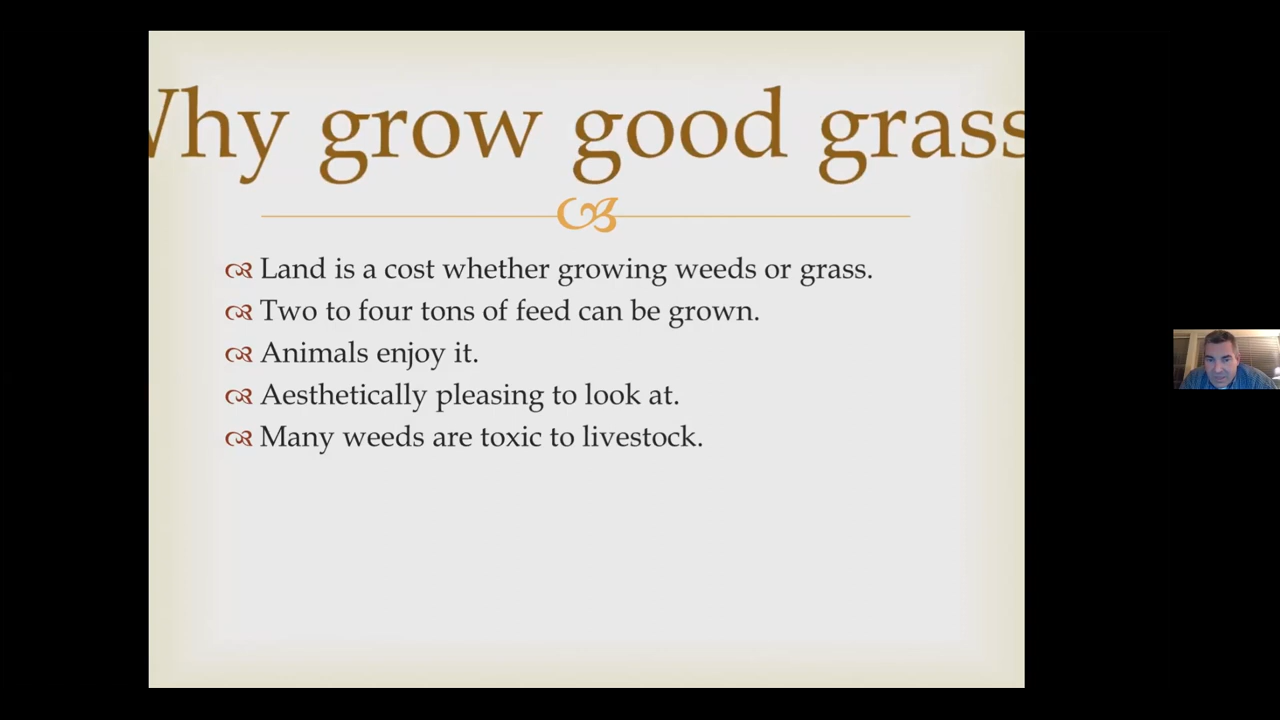 Why grow good grass
Land is a cost whether growing weeds or grass.
Two to four tons of feed can be grown.
Animals enjoy it.
Aesthetically pleasing to look at.
Many weeds are toxic to livestock.